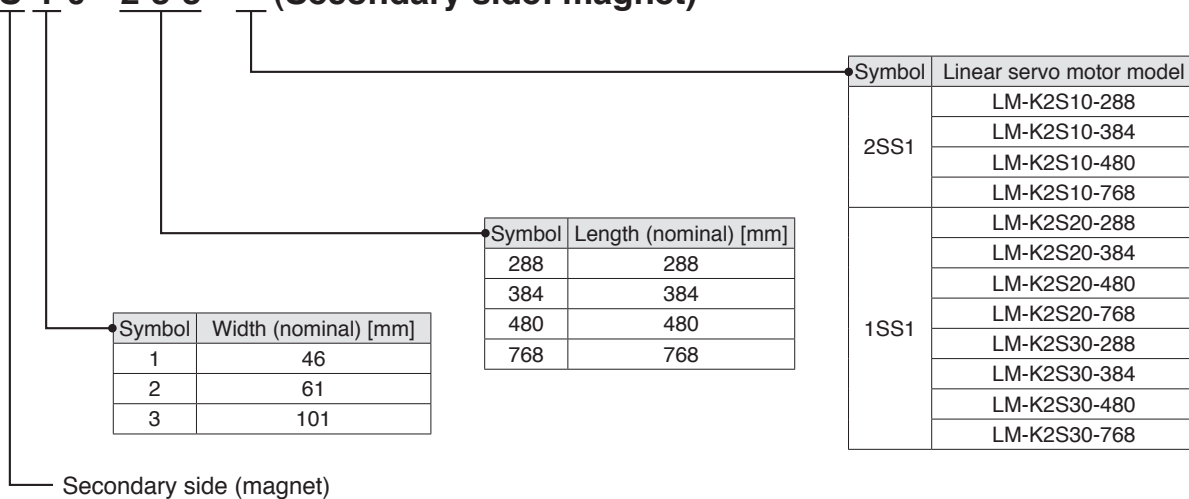 (Secondary side: magnet)
Symbol Linear servo motor model
2SS1
LM-K2S10-288
LM-K2S10-384
LM-K2S10-480
LM-K2S10-768
1SS1
LM-K2S20-288
LM-K2S20-384
LM-K2S20-480
LM-K2S20-768
LM-K2S30-288
LM-K2S30-384
LM-K2S30-480
LM-K2S30-768
Symbol Length (nominal) [mm]
288 288
384 384
480 480
768 768
Symbol Width (nominal) [mm]
1 46
2 61
3 101
Secondary side (magnet)